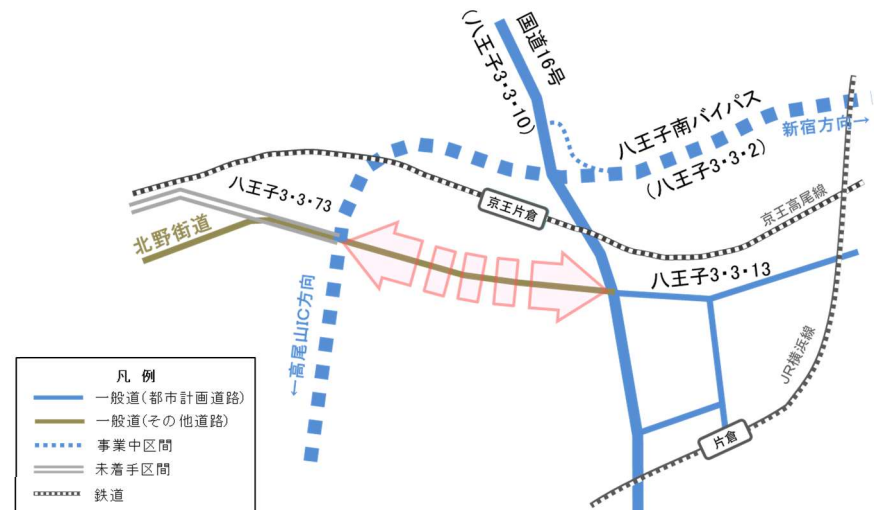 国道16号
(八王子3・3・10)
八王子南バイパス
(八王子3・3・2)
新宿方向→
八王子3・3・73
京王片倉
京王高尾線
北野街道
八王子3・3・13
←高尾山IC方向
JR横浜線
片倉
凡 例
一般道(都市計画道路)
一般道(その他道路)
事業中区間
未着手区間
鉄道